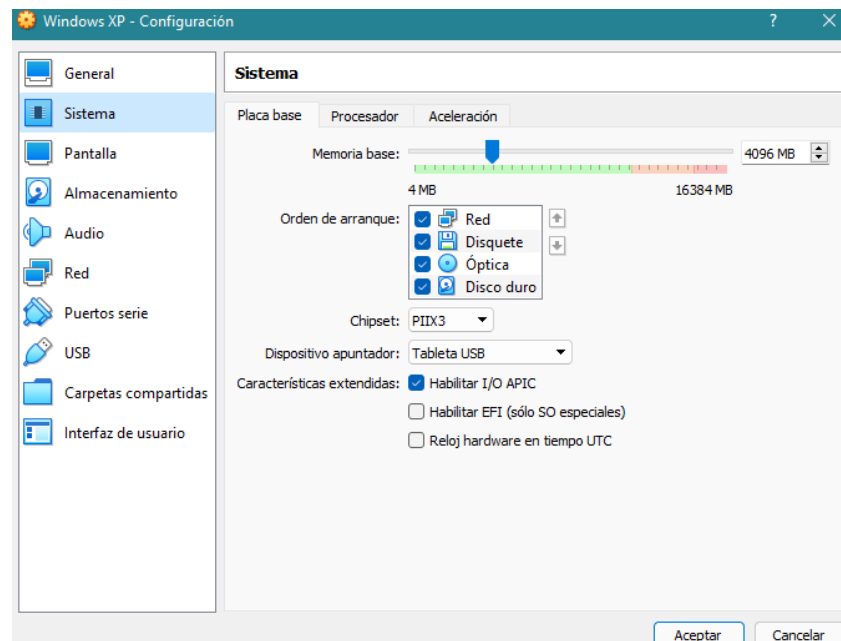 Windows XP - Configuración
?
General
Sistema
Pantalla
Almacenamiento
Audio
Red
Puertos serie
USB
Carpetas compartidas
Interfaz de usuario
Sistema
Placa base Procesador Aceleración
Memoria base: 4096 MB
4 MB 16384 MB
Orden de arranque: Red
Disquete
Óptica
Disco duro
Chipset: PIIX3
Dispositivo apuntador: Tableta USB
Características extendidas: Habilitar I/O APIC
Habilitar EFI (sólo SO especiales)
Reloj hardware en tiempo UTC
Aceptar Cancelar